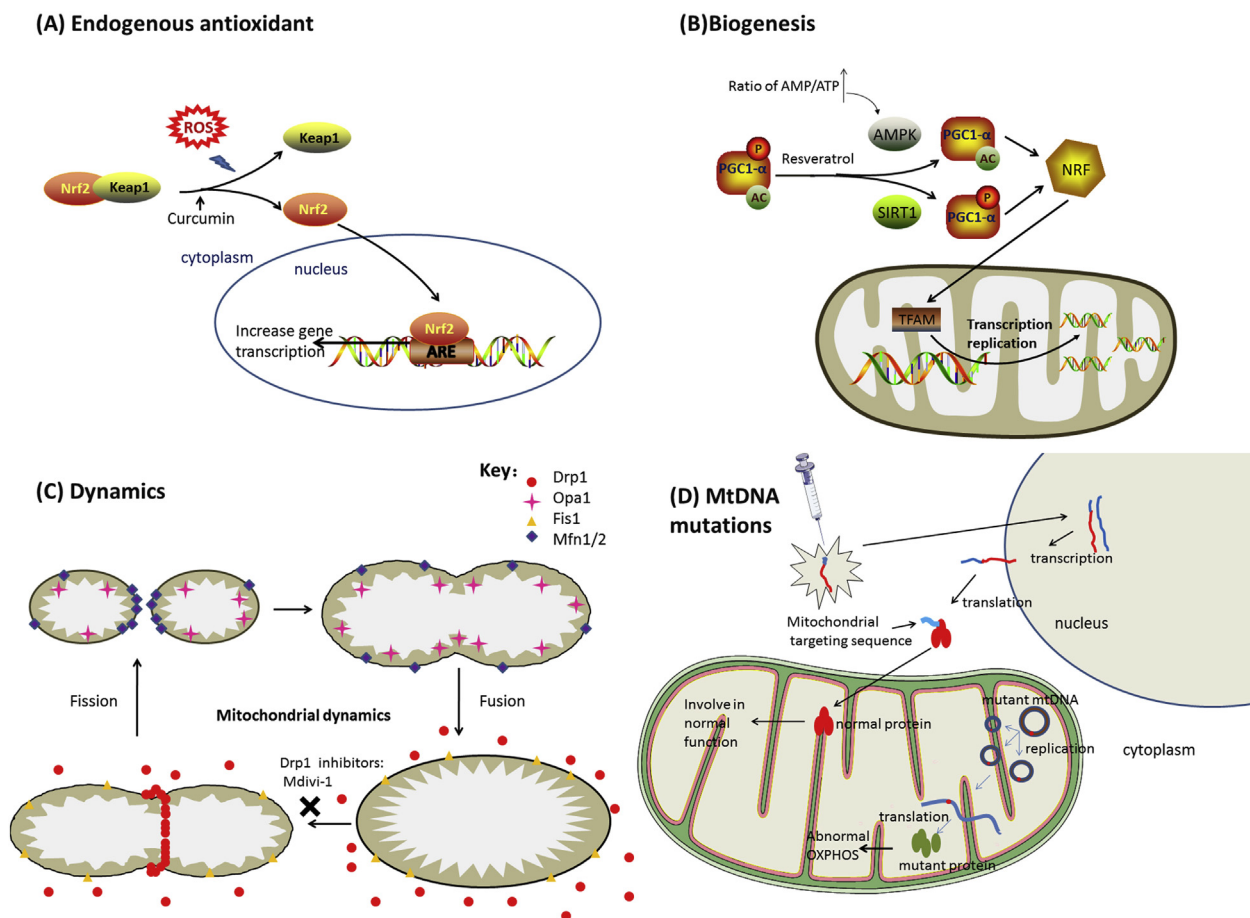 (A) Endogenous antioxidant
ROS
Keap1
Nrf2
Keap1
Curcumin
Nrf2
cytoplasm
nucleus
Increase gene
transcription
Nrf2
ARE
(B)Biogenesis
Ratio of AMP/ATP
AMPK
P
PGC1-α
AC
Resveratrol
PGC1-α
AC
NRF
SIRT1
P
PGC1-α
TFAM
Transcription
replication
(C) Dynamics
Key:
Drp1
Opa1
Fis1
Mfn1/2
Fission
Mitochondrial dynamics
Fusion
Drp1 inhibitors:
Mdivi-1
(D) MtDNA
mutations
transcription
translation
nucleus
Mitochondrial
targeting sequence
Involve in
normal
function
normal protein
mutant mtDNA
replication
cytoplasm
translation
Abnormal
OXPHOS
mutant protein